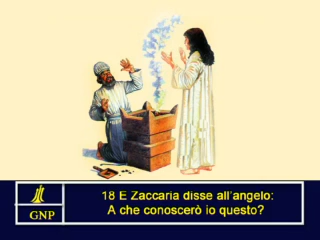 18 E Zaccaria disse all'angelo:
A che conoscerò io questo?
GNP